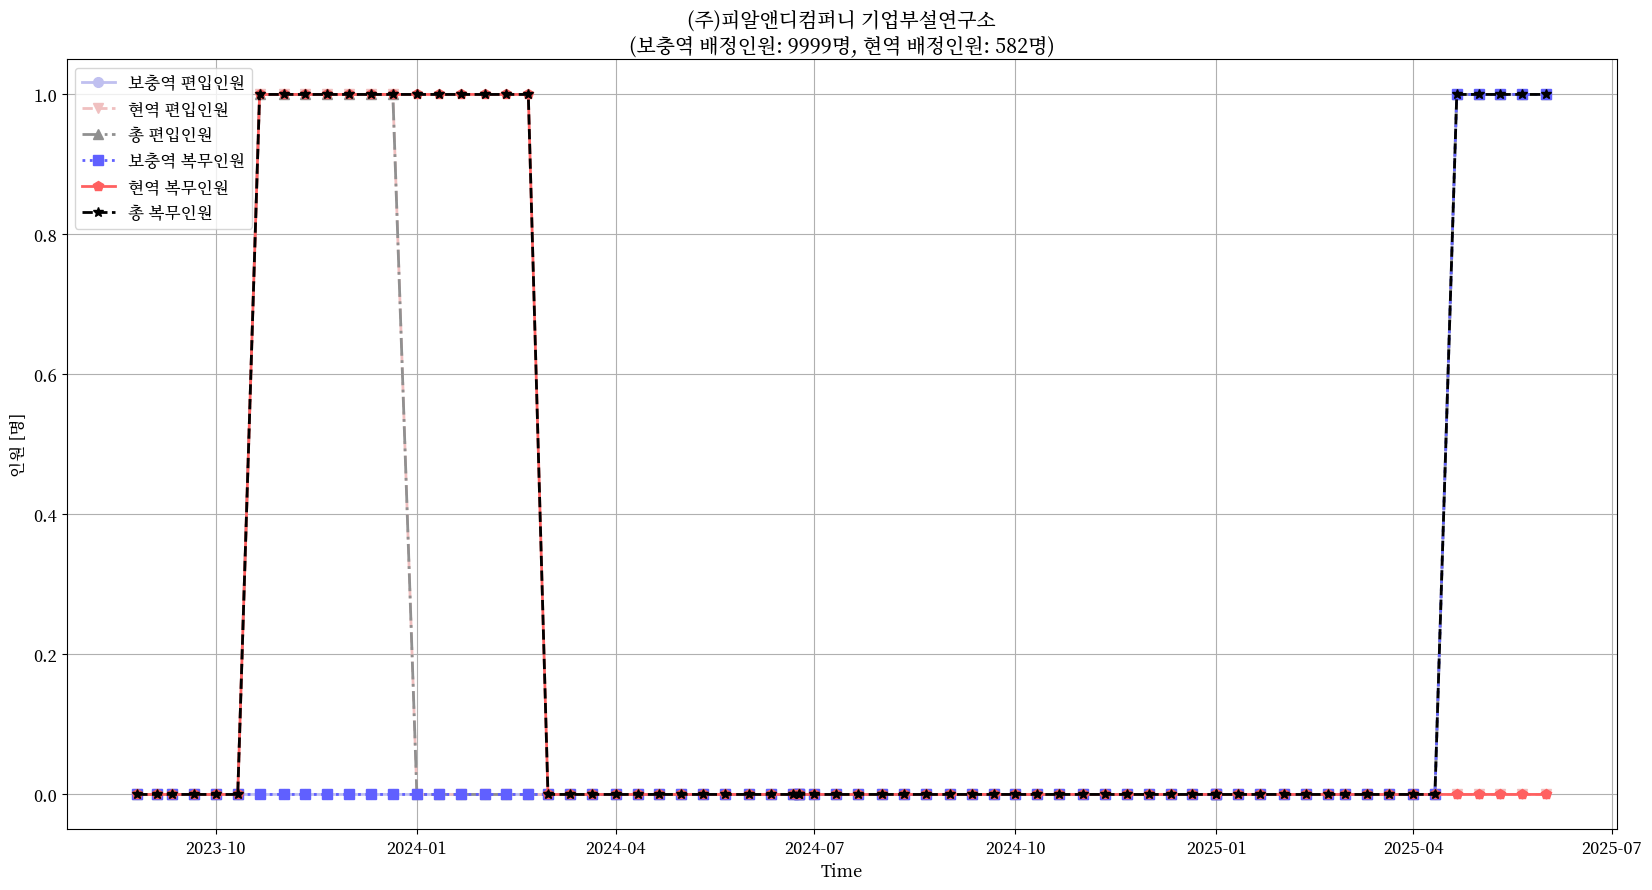 (주)피알앤디컴퍼니 기업부설연구소
(보충역 배정인원: 9999명, 현역 배정인원: 582명)
보충역 편입인원
현역 편입인원
총 편입인원
보충역 복무인원
현역 복무인원
총 복무인원
인원 [명]
1.0
0.8
0.6
0.4
0.2
0.0
2023-10
2024-01
2024-04
2024-07
2024-10
2025-01
2025-04
2025-07
Time